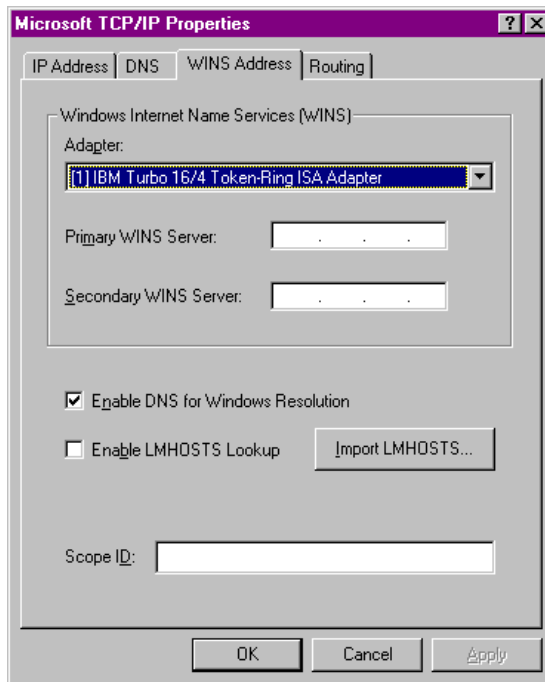 Microsoft TCP/IP Properties
IP Address DNS WINS Address Routing
Windows Internet Name Services (WINS)
Adapter:
[1] IBM Turbo 16/4 Token-Ring ISA Adapter
Primary WINS Server: . . .
Secondary WINS Server: . . .
Enable DNS for Windows Resolution
Enable LMHOSTS Lookup Import LMHOSTS...
Scope ID:
OK Cancel Apply